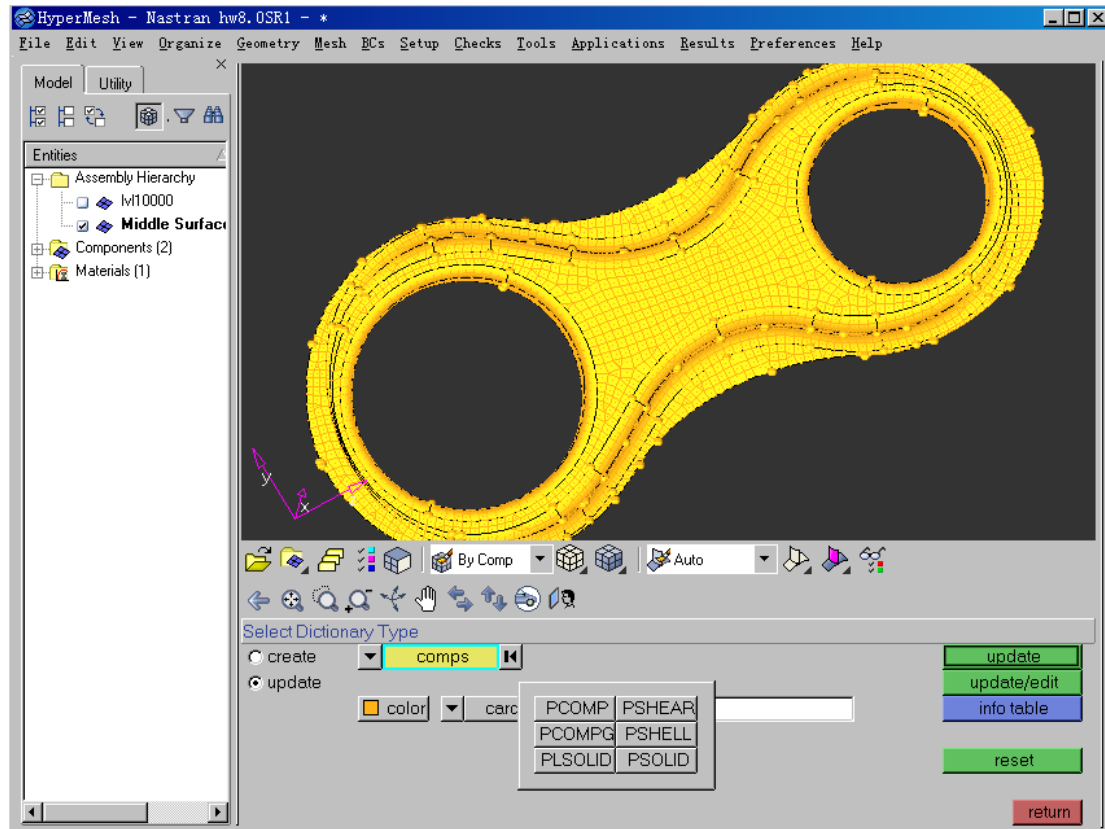 HyperMesh - Nastran hw8.0SR1 - *
File Edit View Organize Geometry Mesh BCs Setup Checks Tools Applications Results Preferences Help
Model Utility
Entities
Assembly Hierarchy
lvl10000
Middle Surfac
Components (2)
Materials (1)
y
x
By Comp Auto
Select Dictionary Type
create comps update
update update/edit
color carc PCOMP PSHEAR info table
PCOMPG PSHELL
PLSOLID PSOLID reset
return